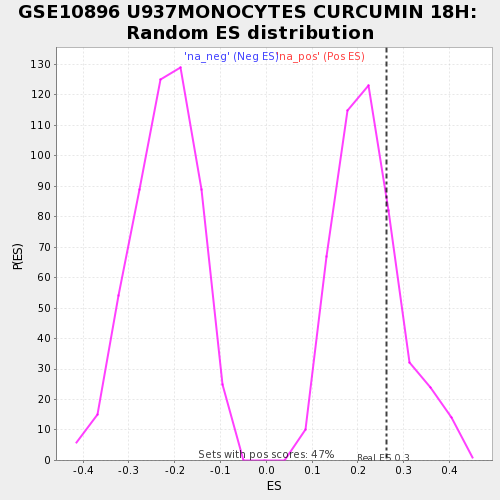 GSE10896 U937MONOCYTES CURCUMIN 18H:
Random ES distribution
'na_neg' (Neg ES) 'na_pos' (Pos ES)
P(ES)
130
120
110
100
90
80
70
60
50
40
30
20
10
0
Sets with pos scores: 47%
Real ES 0.3
-0.4 -0.3 -0.2 -0.1 0.0 0.1 0.2 0.3 0.4
ES